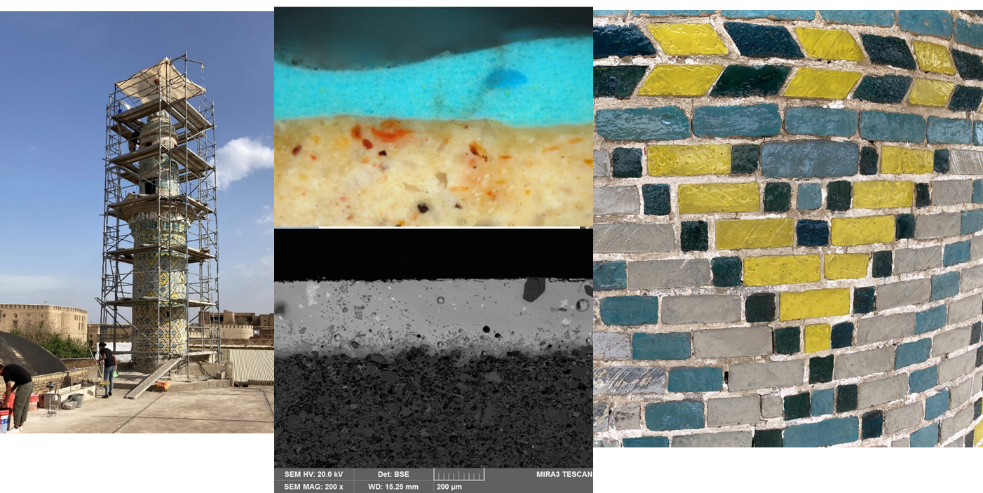 SEM HV: 20.0 kV Det: BSE MIRA3 TESCAN
SEM MAG: 200 x WD: 15.25 mm 200 µm